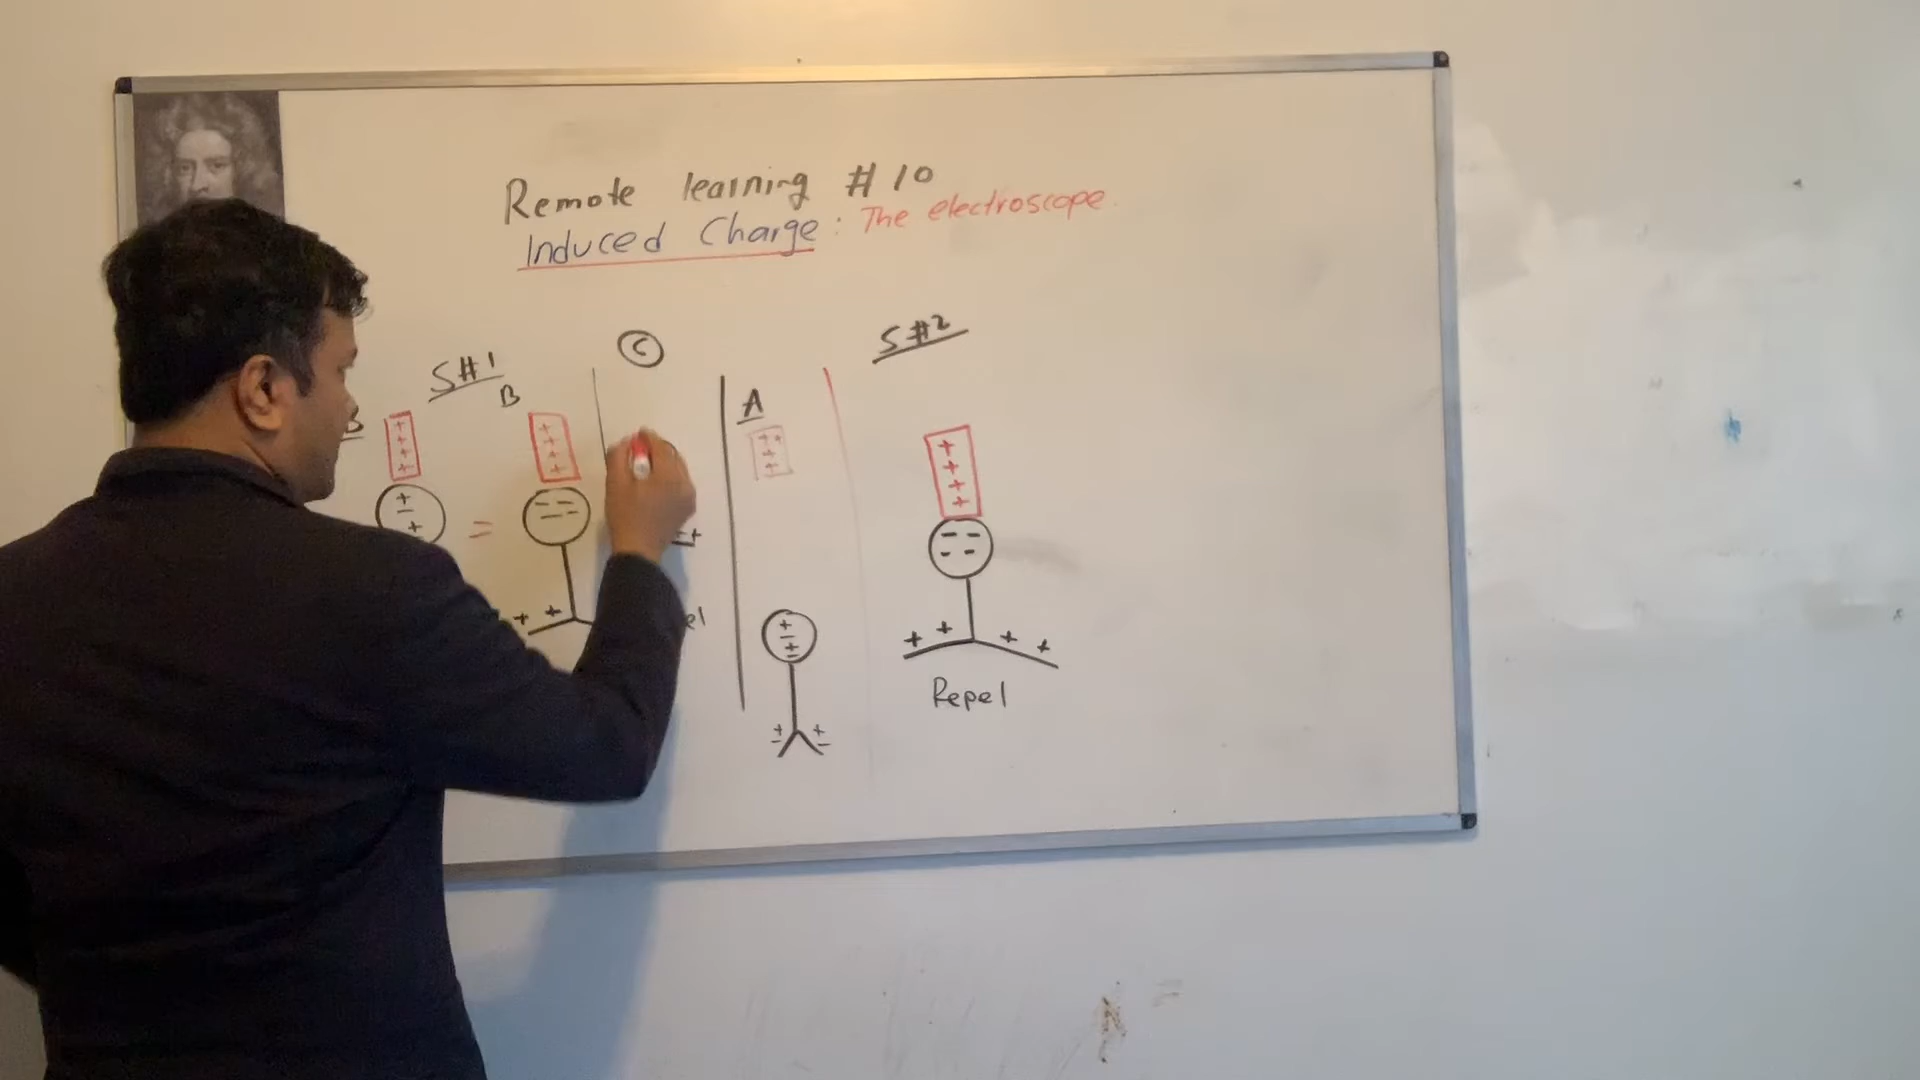 Remote learning # 10
Induced Charge : The electroscope.
S#1
B
B
C
A
S#2
+ + + +
+ + + +
+ + + +
+ + + +
+ - +
=
- - - -
+ - + -
- - - -
+ +
+ + + +
+ - + -
Repel